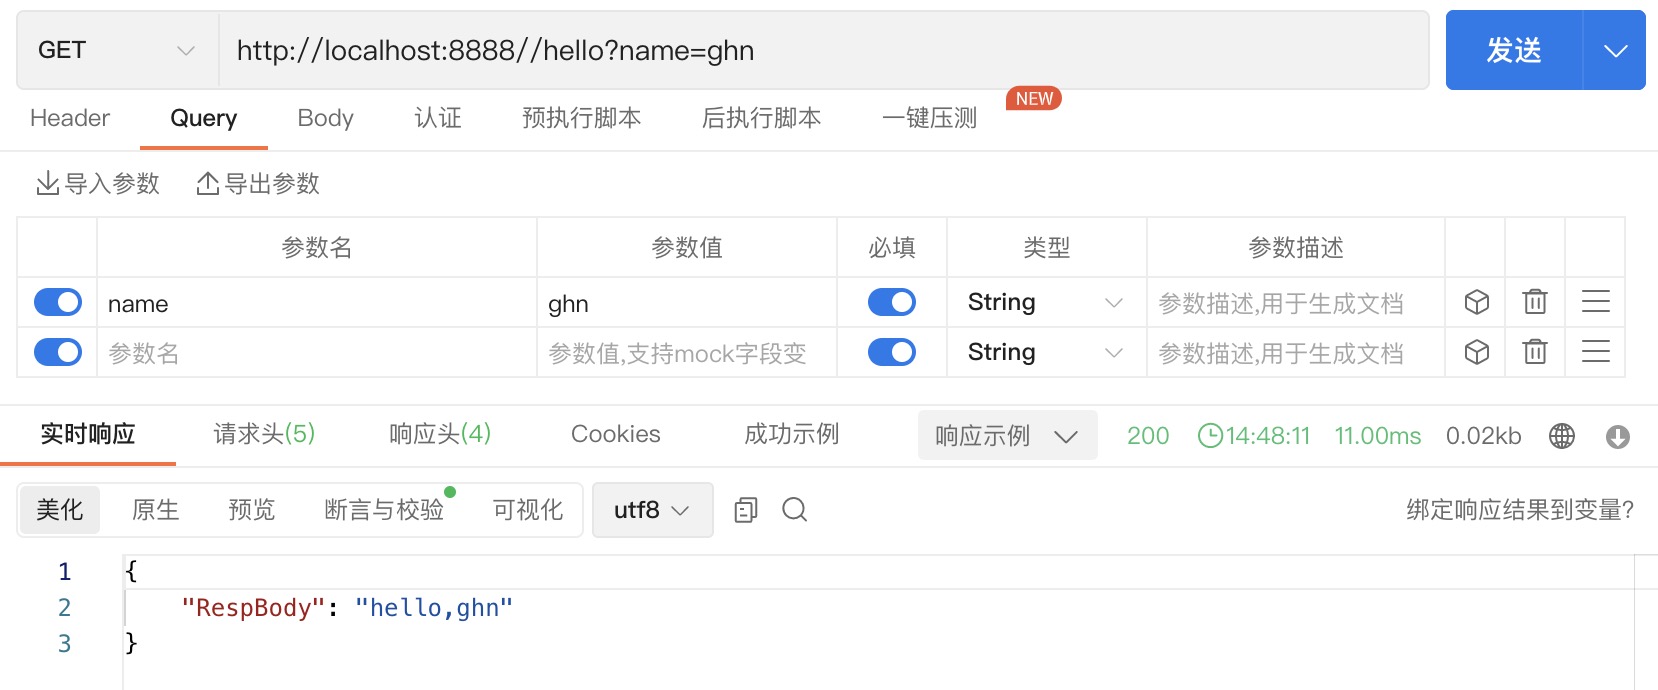 GET http://localhost:8888//hello?name=ghn 发送
Header Query Body 认证 预执行脚本 后执行脚本 一键压测 NEW
导入参数 导出参数
参数名 参数值 必填 类型 参数描述
name ghn String 参数描述,用于生成文档
参数名 参数值,支持mock字段变 String 参数描述,用于生成文档
实时响应 请求头(5) 响应头(4) Cookies 成功示例 响应示例 200 14:48:11 11.00ms 0.02kb
美化 原生 预览 断言与校验 可视化 utf8 绑定响应结果到变量?
1 {
2 "RespBody": "hello,ghn"
3 }